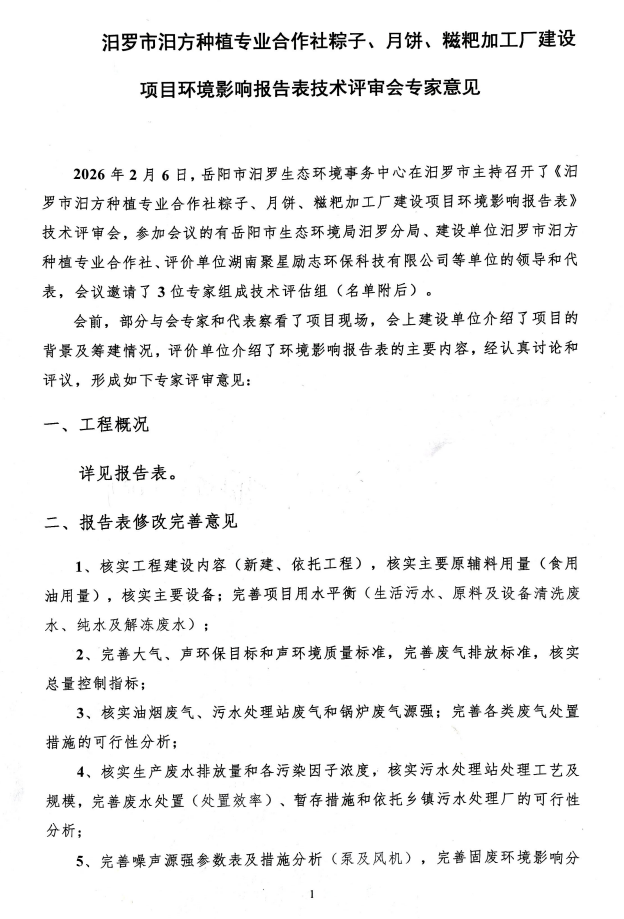 汨罗市汨方种植专业合作社粽子、月饼、糍粑加工厂建设
项目环境影响报告表技术评审会专家意见
2026 年 2 月 6 日，岳阳市汨罗生态环境事务中心在汨罗市主持召开了《汨
罗市汨方种植专业合作社粽子、月饼、糍粑加工厂建设项目环境影响报告表》
技术评审会，参加会议的有岳阳市生态环境局汨罗分局、建设单位汨罗市汨方
种植专业合作社、评价单位湖南聚星励志环保科技有限公司等单位的领导和代
表，会议邀请了 3 位专家组成技术评估组（名单附后）。
会前，部分与会专家和代表察看了项目现场，会上建设单位介绍了项目的
背景及筹建情况，评价单位介绍了环境影响报告表的主要内容，经认真讨论和
评议，形成如下专家评审意见：
一、工程概况
详见报告表。
二、报告表修改完善意见
1、核实工程建设内容（新建、依托工程），核实主要原辅料用量（食用
油用量），核实主要设备；完善项目用水平衡（生活污水、原料及设备清洗废
水、纯水及解冻废水）；
2、完善大气、声环保目标和声环境质量标准，完善废气排放标准，核实
总量控制指标；
3、核实油烟废气、污水处理站废气和锅炉废气源强；完善各类废气处置
措施的可行性分析；
4、核实生产废水排放量和各污染因子浓度，核实污水处理站处理工艺及
规模，完善废水处置（处置效率）、暂存措施和依托乡镇污水处理厂的可行性
分析；
5、完善噪声源强参数表及措施分析（泵及风机），完善固废环境影响分
1